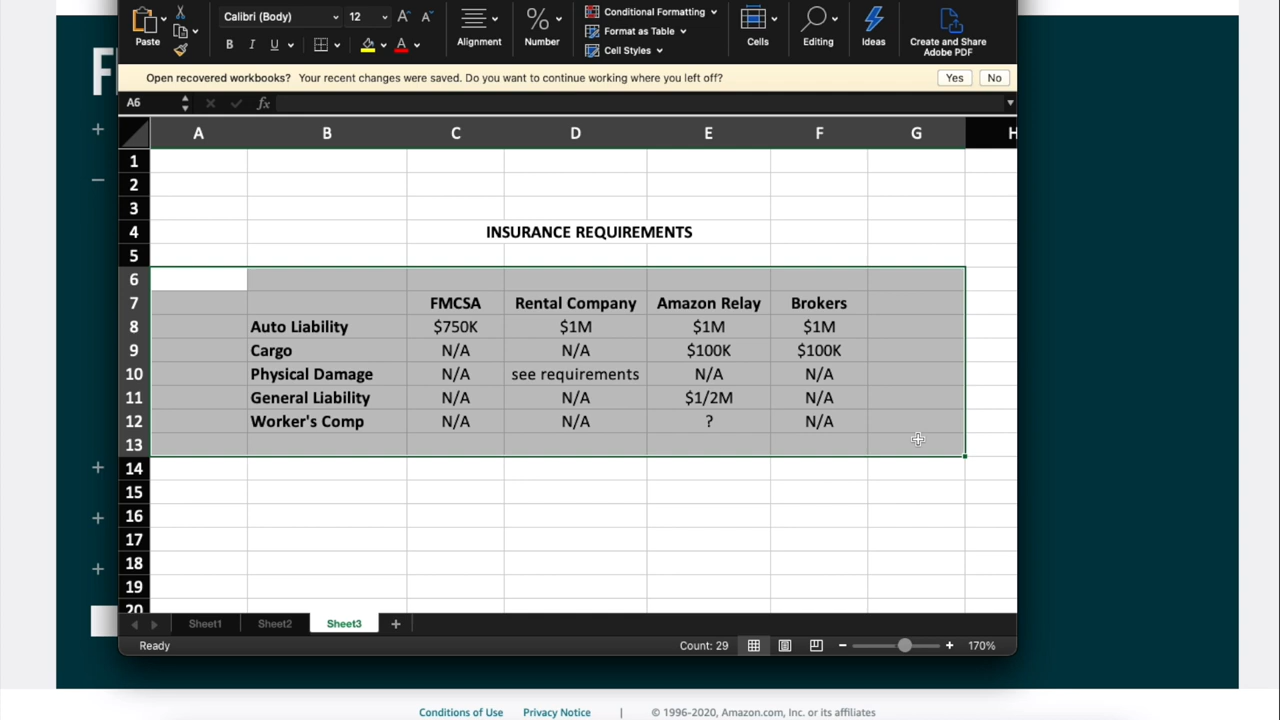 Calibri (Body) 12
Conditional Formatting
Format as Table
Cell Styles
Paste
B I U A
Alignment
%
Number
Cells
Editing
Ideas
Create and Share
Adobe PDF
Open recovered workbooks? Your recent changes were saved. Do you want to continue working where you left off? Yes No
A6 fx
A B C D E F G H
1
2
3
4 INSURANCE REQUIREMENTS
5
6
7 FMCSA Rental Company Amazon Relay Brokers
8 Auto Liability $750K $1M $1M $1M
9 Cargo N/A N/A $100K $100K
10 Physical Damage N/A see requirements N/A N/A
11 General Liability N/A N/A $1/2M N/A
12 Worker's Comp N/A N/A ? N/A
13
14
15
16
17
18
19
20
Sheet1 Sheet2 Sheet3 +
Ready Count: 29 170%
Conditions of Use Privacy Notice | © 1996-2020, Amazon.com, Inc. or its affiliates